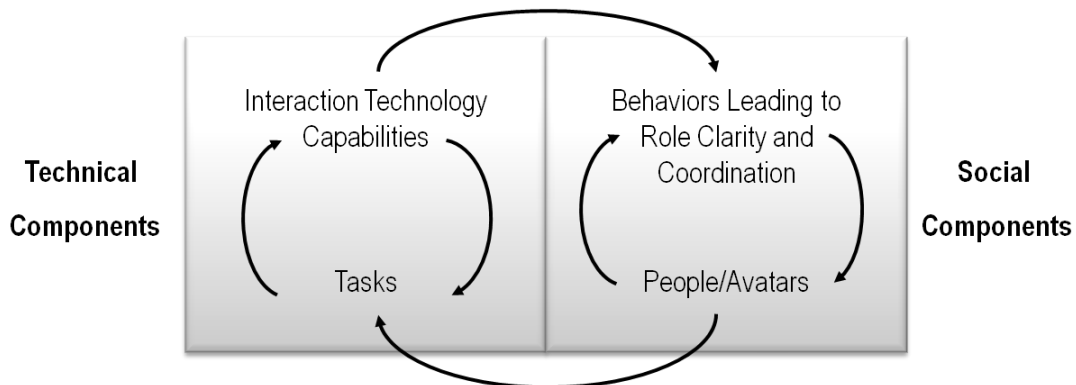 Interaction Technology
Capabilities
Behaviors Leading to
Role Clarity and
Coordination
Technical
Components
Social
Components
Tasks
People/Avatars